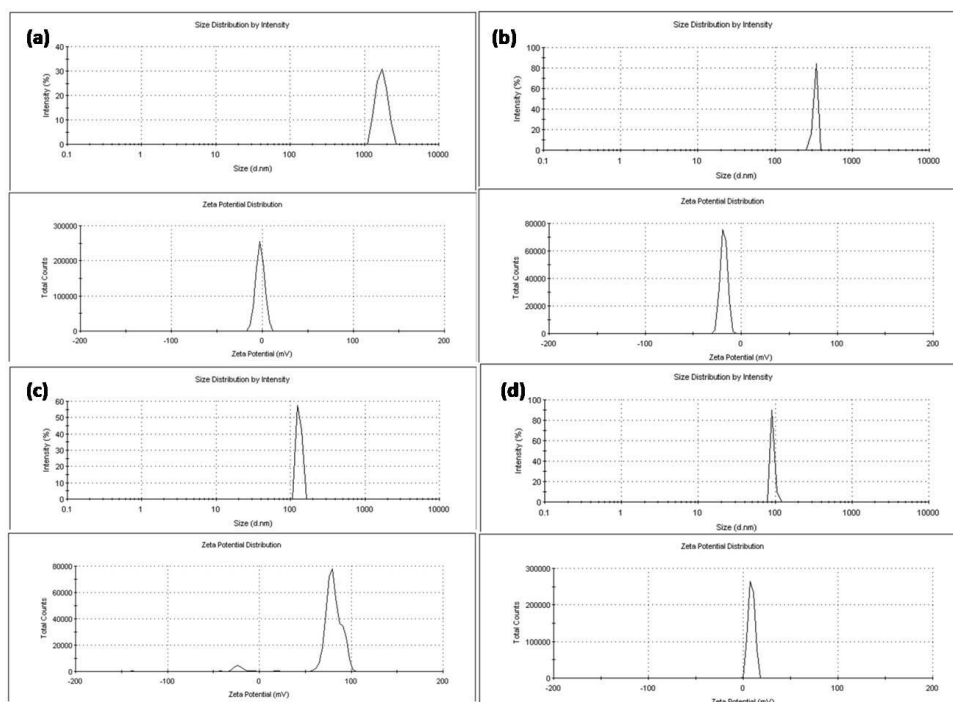 (a)
Size Distribution by Intensity
Intensity (%)
40
30
20
10
0
0.1 1 10 100 1000 10000
Size (d.nm)
Zeta Potential Distribution
Total Counts
300000
200000
100000
0
-200 -100 0 100 200
Zeta Potential (mV)
(b)
Size Distribution by Intensity
Intensity (%)
100
80
60
40
20
0
0.1 1 10 100 1000 10000
Size (d.nm)
Zeta Potential Distribution
Total Counts
80000
60000
40000
20000
0
-200 -100 0 100 200
Zeta Potential (mV)
(c)
Size Distribution by Intensity
Intensity (%)
60
50
40
30
20
10
0
0.1 1 10 100 1000 10000
Size (d.nm)
Zeta Potential Distribution
Total Counts
80000
60000
40000
20000
0
-200 -100 0 100 200
Zeta Potential (mV)
(d)
Size Distribution by Intensity
Intensity (%)
100
80
60
40
20
0
0.1 1 10 100 1000 10000
Size (d.nm)
Zeta Potential Distribution
Total Counts
300000
200000
100000
0
-200 -100 0 100 200
Zeta Potential (mV)